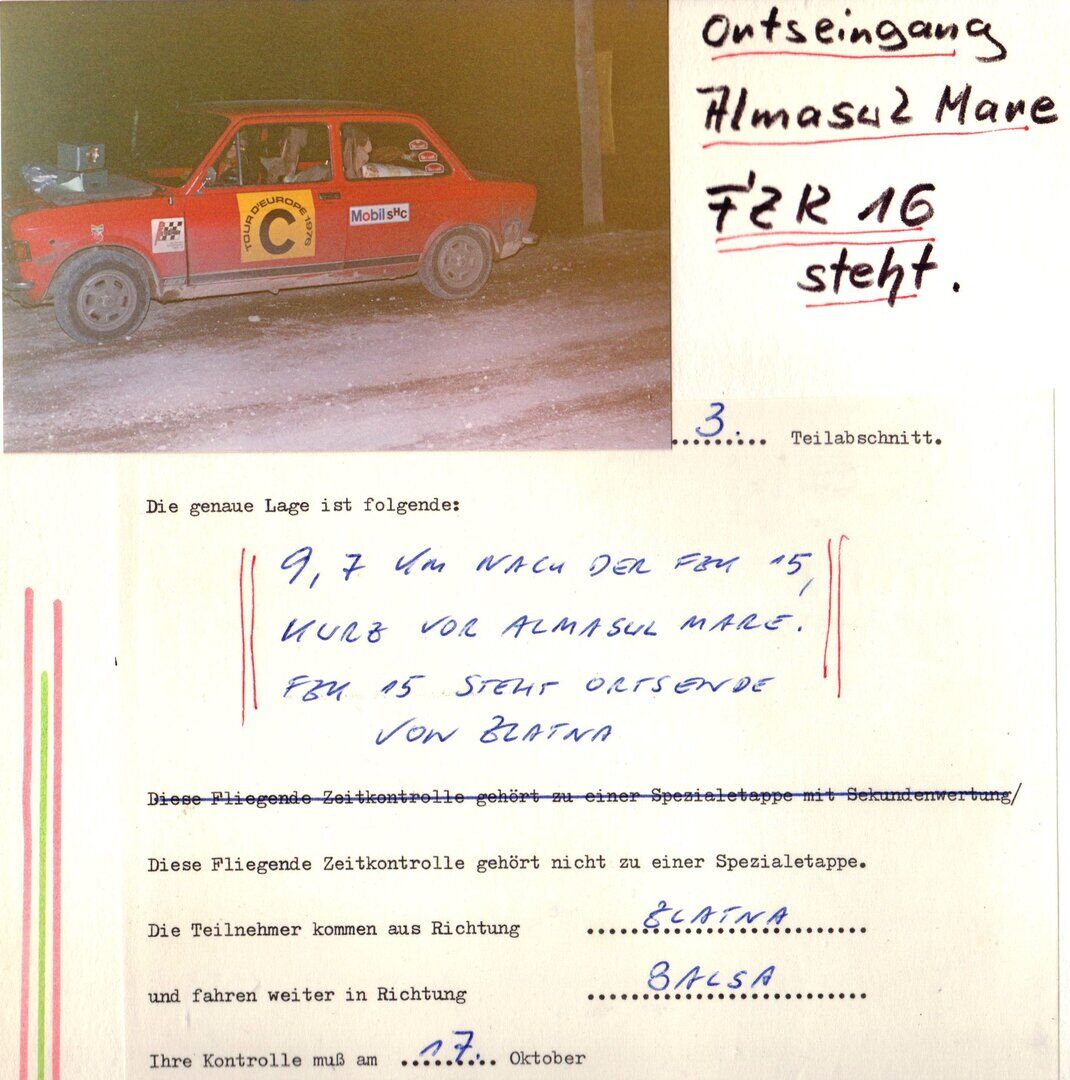 Ortseingang
Almasul Mare
FZK 16
steht.
TOUR D'EUROPE 1976
C
Mobil SHC
3. Teilabschnitt.
Die genaue Lage ist folgende:
9,7 KM NACH DER FZK 15,
KURZ VOR ALMASUL MARE.
FZK 15 STEHT ORTSENDE
VON ZLATNA
Diese Fliegende Zeitkontrolle gehört zu einer Spezialetappe mit Sekundenwertung/
Diese Fliegende Zeitkontrolle gehört nicht zu einer Spezialetappe.
Die Teilnehmer kommen aus Richtung ZLATNA
und fahren weiter in Richtung BALSA
Ihre Kontrolle muß am 17. Oktober